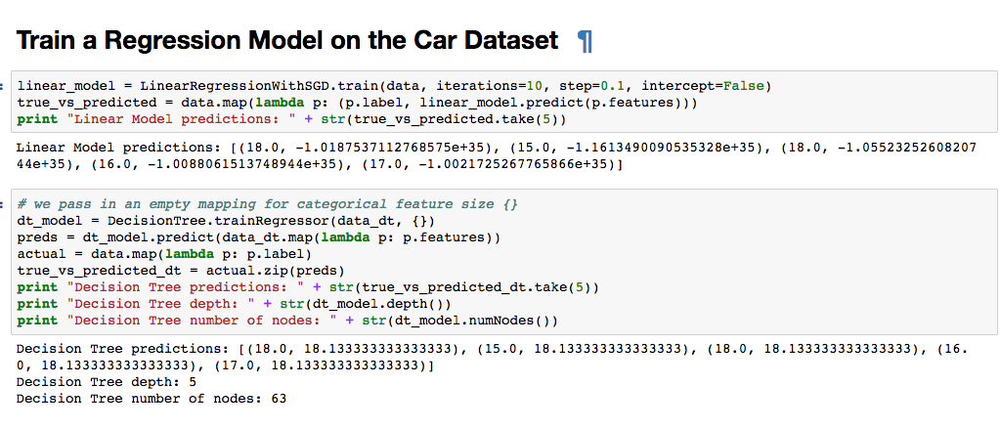 Train a Regression Model on the Car Dataset ¶
linear_model = LinearRegressionWithSGD.train(data, iterations=10, step=0.1, intercept=False)
true_vs_predicted = data.map(lambda p: (p.label, linear_model.predict(p.features)))
print "Linear Model predictions: " + str(true_vs_predicted.take(5))
Linear Model predictions: [(18.0, -1.0187537112768575e+35), (15.0, -1.1613490090535328e+35), (18.0, -1.05523252608207
44e+35), (16.0, -1.0088061513748944e+35), (17.0, -1.0021725267765866e+35)]
# we pass in an empty mapping for categorical feature size {}
dt_model = DecisionTree.trainRegressor(data_dt, {})
preds = dt_model.predict(data_dt.map(lambda p: p.features))
actual = data.map(lambda p: p.label)
true_vs_predicted_dt = actual.zip(preds)
print "Decision Tree predictions: " + str(true_vs_predicted_dt.take(5))
print "Decision Tree depth: " + str(dt_model.depth())
print "Decision Tree number of nodes: " + str(dt_model.numNodes())
Decision Tree predictions: [(18.0, 18.133333333333333), (15.0, 18.133333333333333), (18.0, 18.133333333333333), (16.
0, 18.133333333333333), (17.0, 18.133333333333333)]
Decision Tree depth: 5
Decision Tree number of nodes: 63